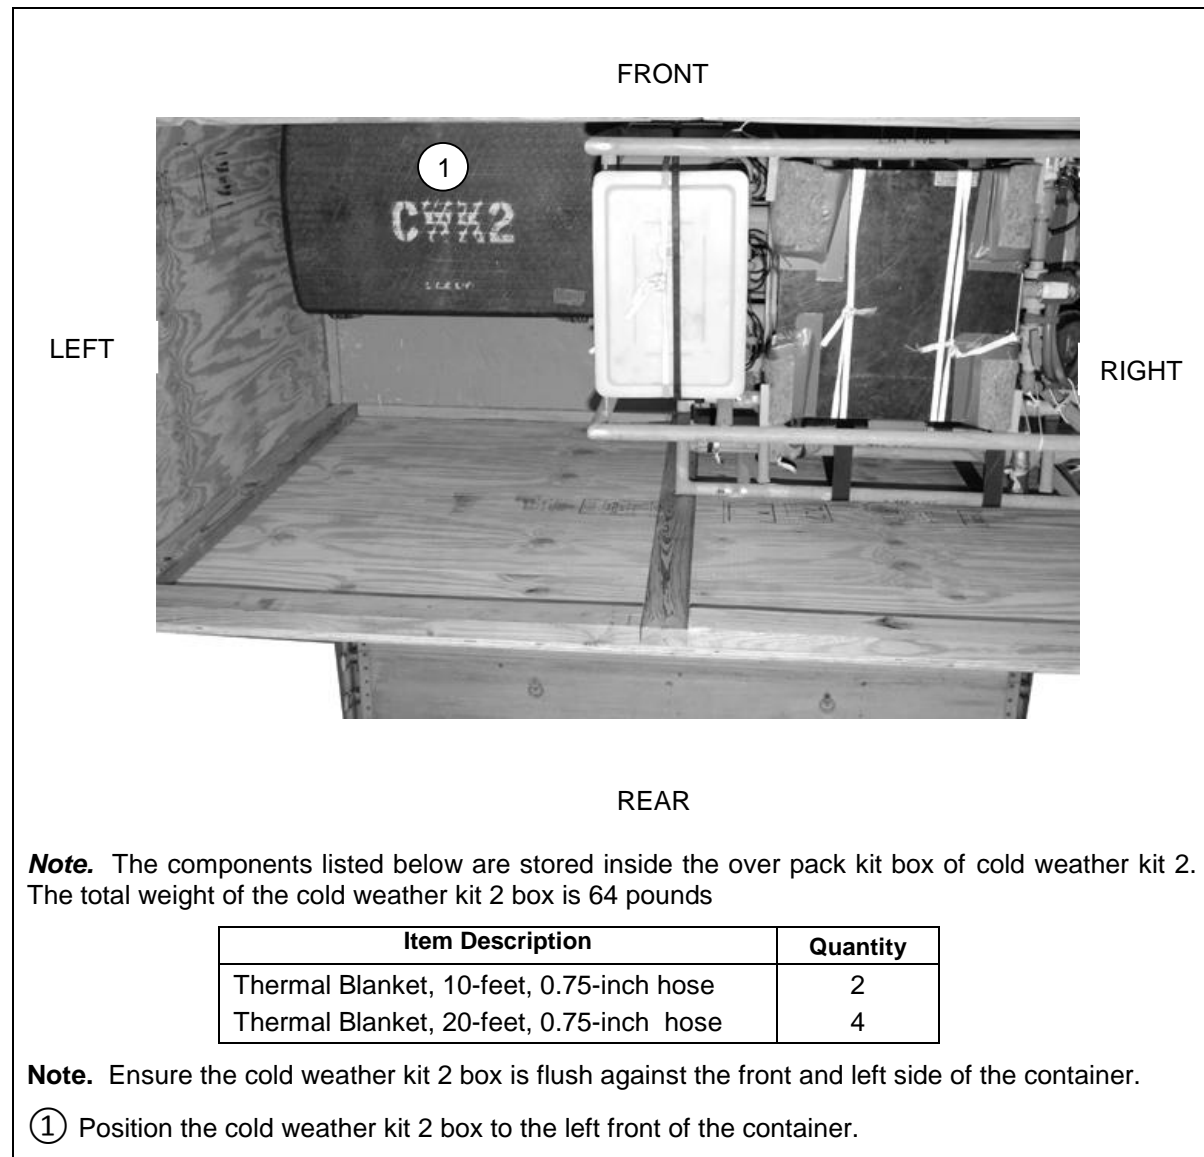 FRONT
1
CWK2
LEFT
RIGHT
REAR
Note. The components listed below are stored inside the over pack kit box of cold weather kit 2.
The total weight of the cold weather kit 2 box is 64 pounds
Item Description Quantity
Thermal Blanket, 10-feet, 0.75-inch hose 2
Thermal Blanket, 20-feet, 0.75-inch hose 4
Note. Ensure the cold weather kit 2 box is flush against the front and left side of the container.
① Position the cold weather kit 2 box to the left front of the container.